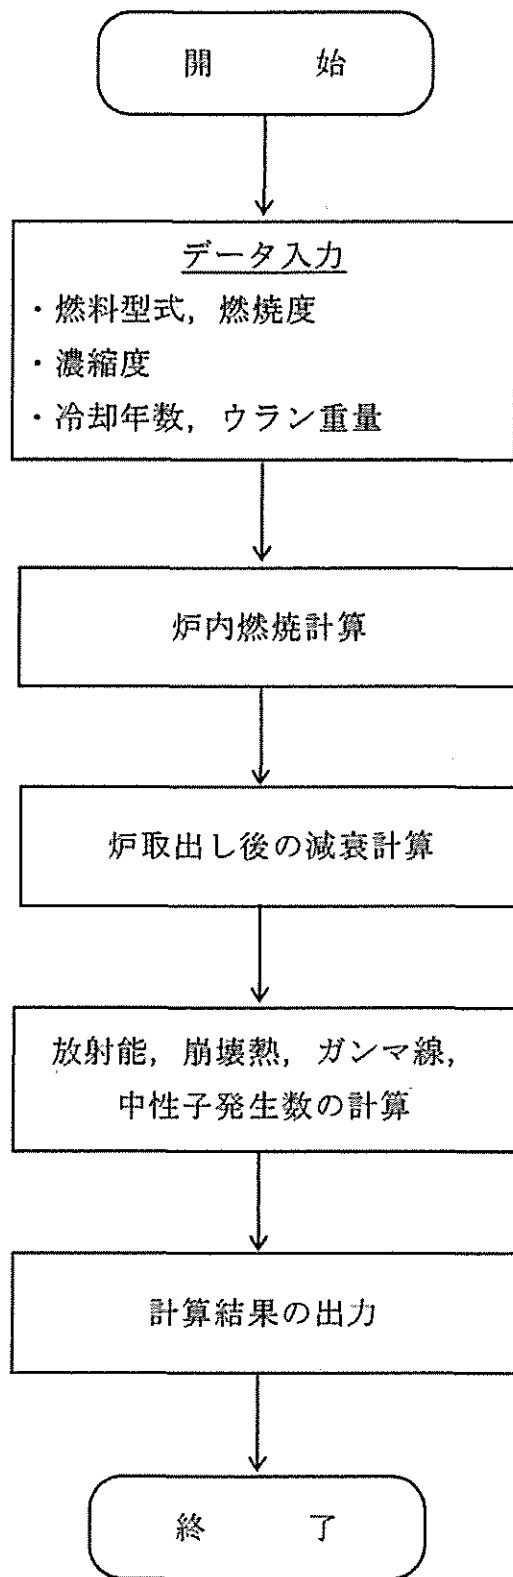 開始
データ入力
・燃料型式，燃焼度
・濃縮度
・冷却年数，ウラン重量
炉内燃焼計算
炉取出し後の減衰計算
放射能，崩壊熱，ガンマ線，
中性子発生数の計算
計算結果の出力
終了